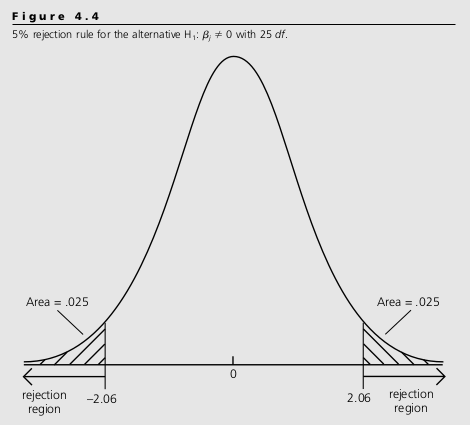 Figure 4.4
5% rejection rule for the alternative H₁: βⱼ ≠ 0 with 25 df.
Area = .025
Area = .025
0
rejection
region
–2.06
2.06
rejection
region